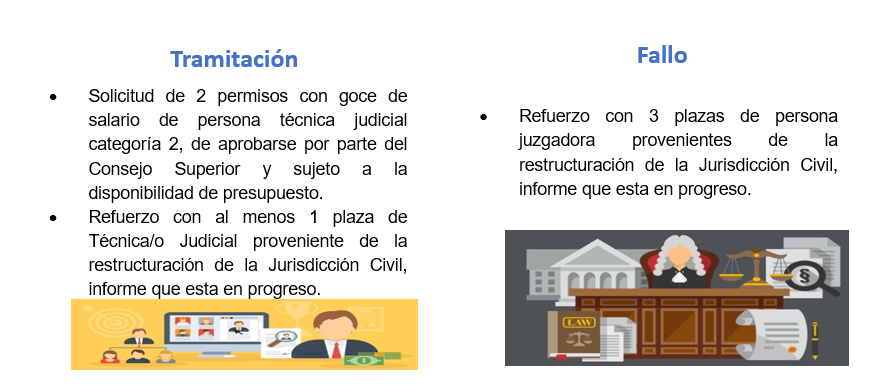 Tramitación
• Solicitud de 2 permisos con goce de
salario de persona técnica judicial
categoría 2, de aprobarse por parte del
Consejo Superior y sujeto a la
disponibilidad de presupuesto.
• Refuerzo con al menos 1 plaza de
Técnica/o Judicial proveniente de la
restructuración de la Jurisdicción Civil,
informe que esta en progreso.
Fallo
• Refuerzo con 3 plazas de persona
juzgadora provenientes de la
restructuración de la Jurisdicción Civil,
informe que esta en progreso.
LAW
§